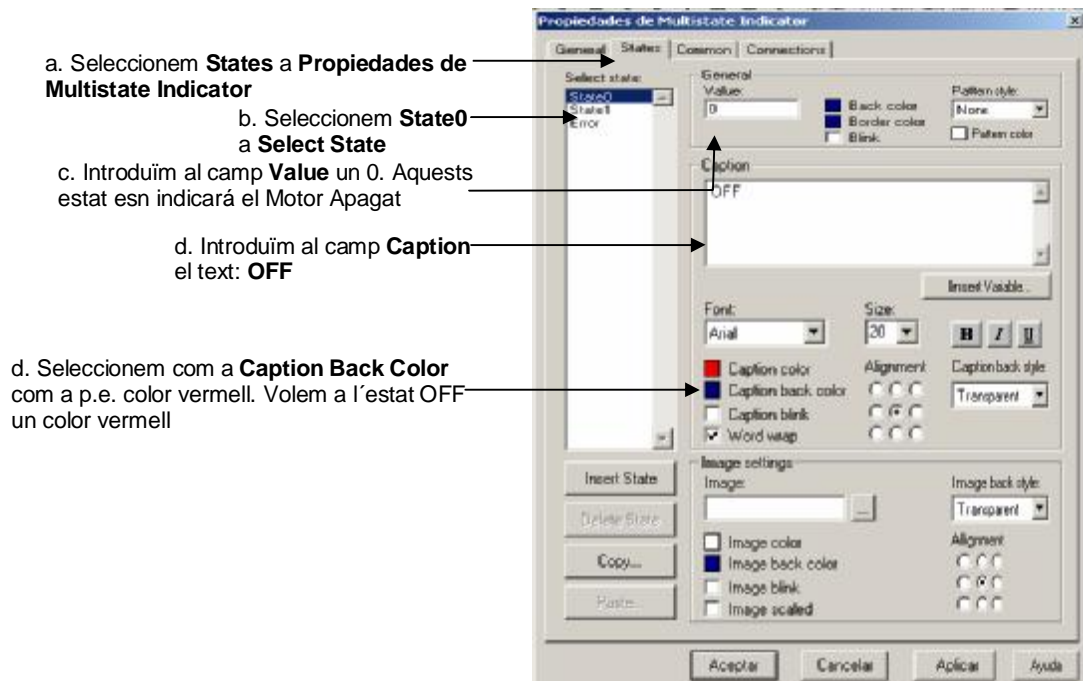 Propiedades de Multistate Indicator
General States Common Connections
a. Seleccionem States a Propiedades de
Multistate Indicator
b. Seleccionem State0
a Select State
c. Introduïm al camp Value un 0. Aquests
estat esn indicará el Motor Apagat
d. Introduïm al camp Caption
el text: OFF
d. Seleccionem com a Caption Back Color
com a p.e. color vermell. Volem a l´estat OFF
un color vermell
Select state:
State0
State1
Error
Insert State
Delete State
Copy...
Paste...
General
Value:
0
Back color
Border color
Blink
Pattern style:
None
Pattern color
Caption
OFF
Insert Variable...
Font:
Arial
Size:
20
B I U
Caption color
Caption back color
Caption blink
Word wrap
Alignment
Caption back style:
Transparent
Image settings
Image:
...
Image back style:
Transparent
Image color
Image back color
Image blink
Image scaled
Alignment
Aceptar Cancelar Aplicar Ayuda